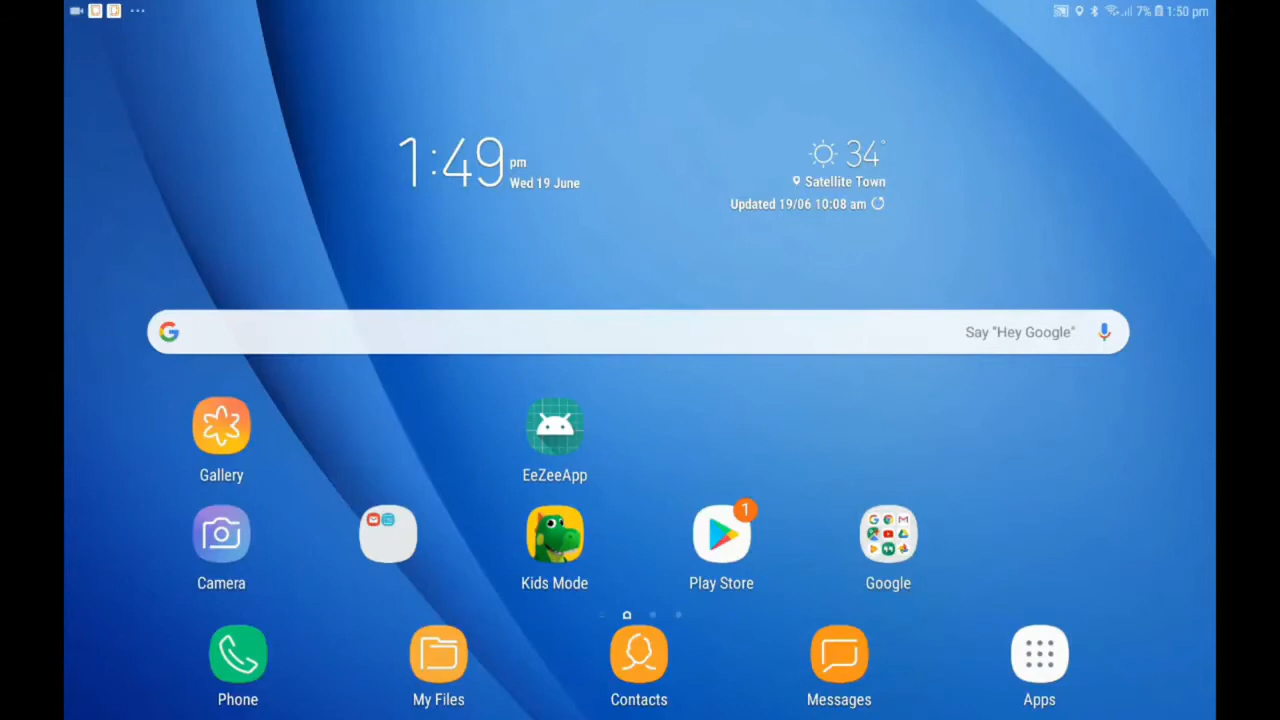 7% 1:50 pm
1:49 pm
Wed 19 June
34°
Satellite Town
Updated 19/06 10:08 am
Say "Hey Google"
Gallery
EeZeeApp
1
Camera
Kids Mode
Play Store
Google
Phone
My Files
Contacts
Messages
Apps